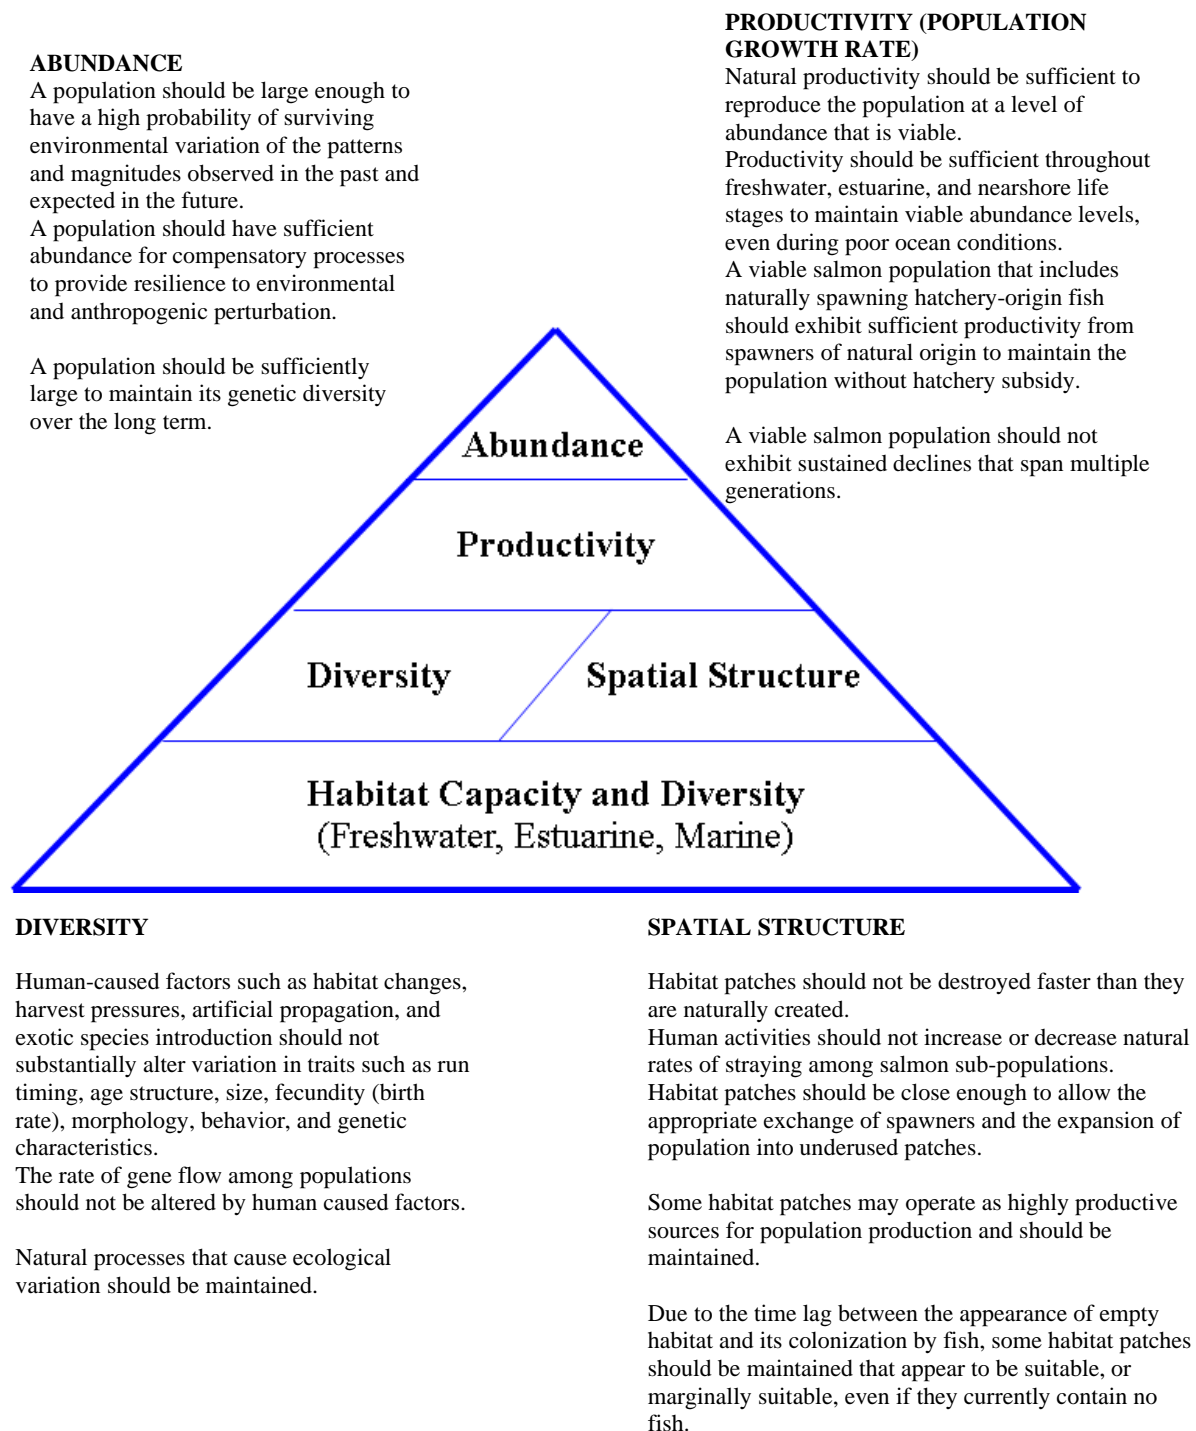 ABUNDANCE
A population should be large enough to
have a high probability of surviving
environmental variation of the patterns
and magnitudes observed in the past and
expected in the future.
A population should have sufficient
abundance for compensatory processes
to provide resilience to environmental
and anthropogenic perturbation.
A population should be sufficiently
large to maintain its genetic diversity
over the long term.
PRODUCTIVITY (POPULATION
GROWTH RATE)
Natural productivity should be sufficient to
reproduce the population at a level of
abundance that is viable.
Productivity should be sufficient throughout
freshwater, estuarine, and nearshore life
stages to maintain viable abundance levels,
even during poor ocean conditions.
A viable salmon population that includes
naturally spawning hatchery-origin fish
should exhibit sufficient productivity from
spawners of natural origin to maintain the
population without hatchery subsidy.
A viable salmon population should not
exhibit sustained declines that span multiple
generations.
Abundance
Productivity
Diversity
Spatial Structure
Habitat Capacity and Diversity
(Freshwater, Estuarine, Marine)
DIVERSITY
Human-caused factors such as habitat changes,
harvest pressures, artificial propagation, and
exotic species introduction should not
substantially alter variation in traits such as run
timing, age structure, size, fecundity (birth
rate), morphology, behavior, and genetic
characteristics.
The rate of gene flow among populations
should not be altered by human caused factors.
Natural processes that cause ecological
variation should be maintained.
SPATIAL STRUCTURE
Habitat patches should not be destroyed faster than they
are naturally created.
Human activities should not increase or decrease natural
rates of straying among salmon sub-populations.
Habitat patches should be close enough to allow the
appropriate exchange of spawners and the expansion of
population into underused patches.
Some habitat patches may operate as highly productive
sources for population production and should be
maintained.
Due to the time lag between the appearance of empty
habitat and its colonization by fish, some habitat patches
should be maintained that appear to be suitable, or
marginally suitable, even if they currently contain no
fish.